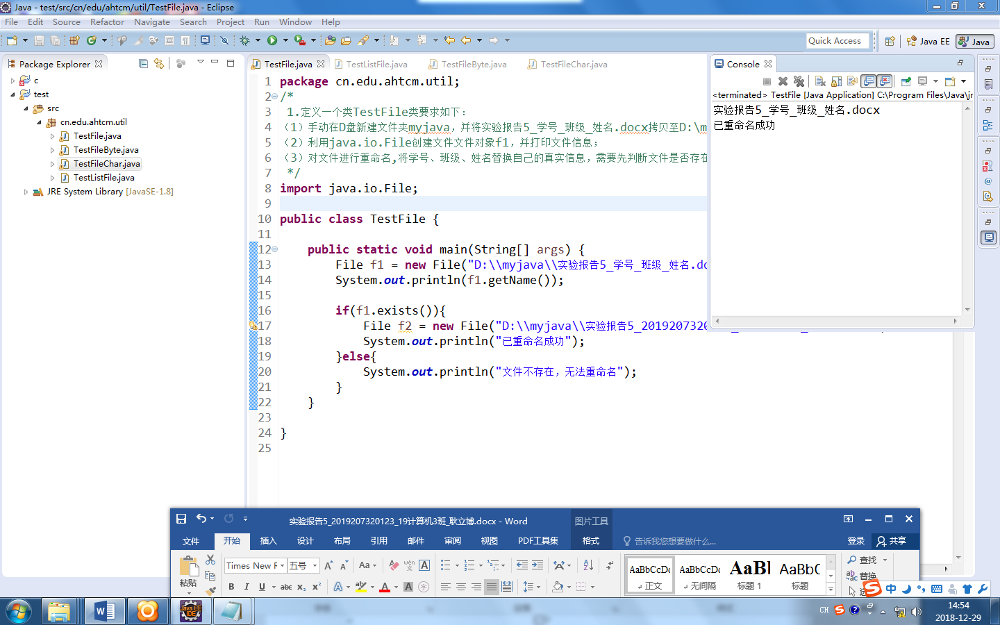 Java - test/src/cn/edu/ahtcm/util/TestFile.java - Eclipse
File Edit Source Refactor Navigate Search Project Run Window Help
Quick Access Java EE Java
Package Explorer
c
test
src
cn.edu.ahtcm.util
TestFile.java
TestFileByte.java
TestFileChar.java
TestListFile.java
JRE System Library [JavaSE-1.8]
TestFile.java TestListFile.java TestFileByte.java TestFileChar.java
1 package cn.edu.ahtcm.util;
2 /*
3 1.定义一个类TestFile类要求如下：
4 （1）手动在D盘新建文件夹myjava，并将实验报告5_学号_班级_姓名.docx拷贝至D:\m
5 （2）利用java.io.File创建文件文件对象f1，并打印文件信息；
6 （3）对文件进行重命名,将学号、班级、姓名替换自己的真实信息，需要先判断文件是否存在
7 */
8 import java.io.File;
9
10 public class TestFile {
11
12 public static void main(String[] args) {
13 File f1 = new File("D:\\myjava\\实验报告5_学号_班级_姓名.do
14 System.out.println(f1.getName());
15
16 if(f1.exists()){
17 File f2 = new File("D:\\myjava\\实验报告5_201920732
18 System.out.println("已重命名成功");
19 }else{
20 System.out.println("文件不存在，无法重命名");
21 }
22 }
23
24 }
25
Console
<terminated> TestFile [Java Application] C:\Program Files\Java\jr
实验报告5_学号_班级_姓名.docx
已重命名成功
实验报告5_2019207320123_19计算机3班_耿立博.docx - Word 图片工具
文件 开始 插入 设计 布局 引用 邮件 审阅 视图 PDF工具集 格式 告诉我您想要做什么... 登录 共享
粘贴
Times New R 五号 Aa wén 文 A
B I U abc x₂ x² A ab A A 字
AaBbCcDc AaBbCcDc AaBl AaBbC
正文 无间隔 标题 1 标题
查找
替换
中
CH
14:54
2018-12-29